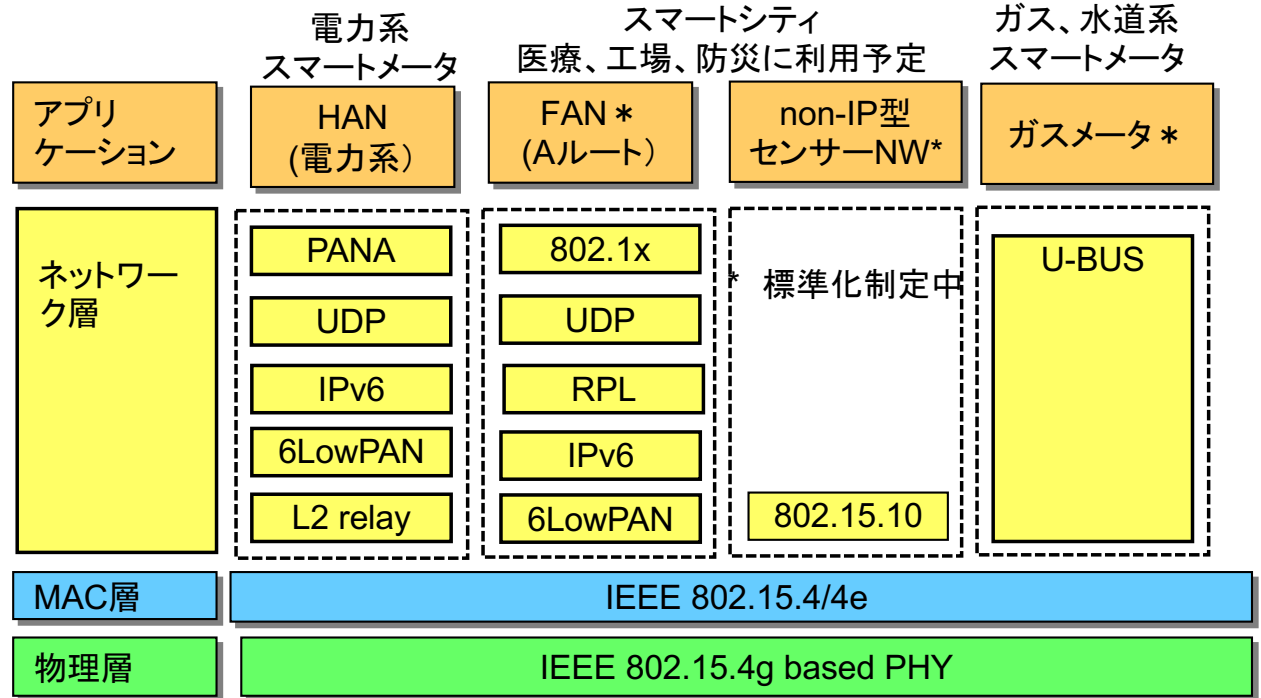 電力系
スマートメータ
スマートシティ
医療、工場、防災に利用予定
ガス、水道系
スマートメータ
アプリ
ケーション
HAN
(電力系）
FAN＊
(Aルート）
non-IP型
センサーNW*
ガスメータ＊
ネットワー
ク層
PANA
UDP
IPv6
6LowPAN
L2 relay
802.1x
UDP
RPL
IPv6
6LowPAN
* 標準化制定中
802.15.10
U-BUS
MAC層
IEEE 802.15.4/4e
物理層
IEEE 802.15.4g based PHY